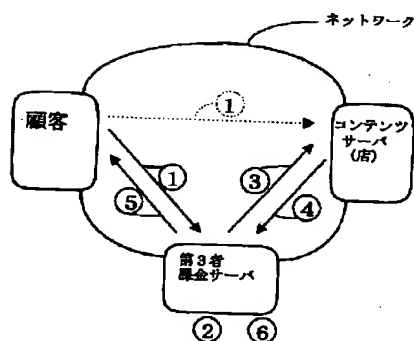 ネットワーク
顧客
①
コンテンツ
サーバ
(店)
①
③
⑤
④
第3者
課金サーバ
② ⑥